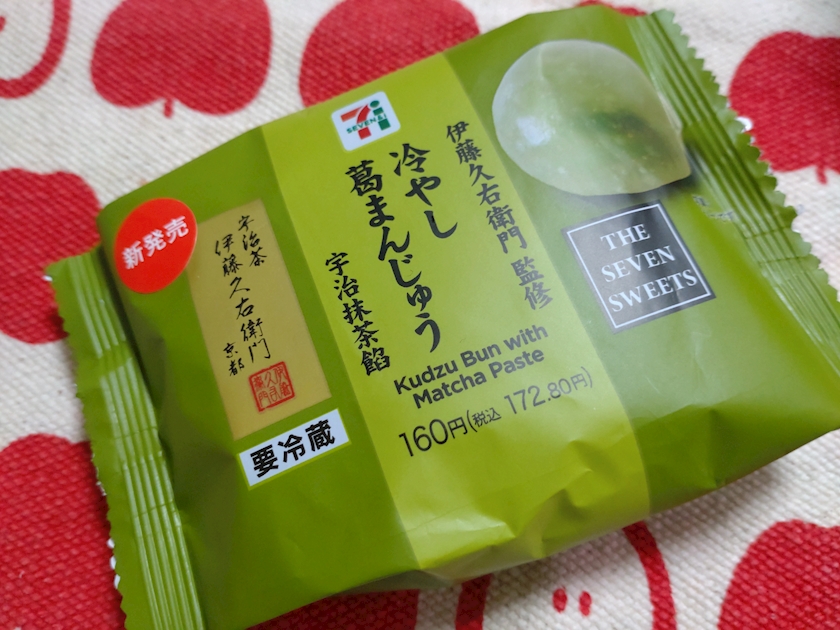 新発売
宇治茶
伊藤久右衛門
京都
要冷蔵
7
SEVEN&i
伊藤久右衛門 監修
冷やし
葛まんじゅう
宇治抹茶餡
Kudzu Bun with
Matcha Paste
160円(税込 172.80円)
THE
SEVEN
SWEETS